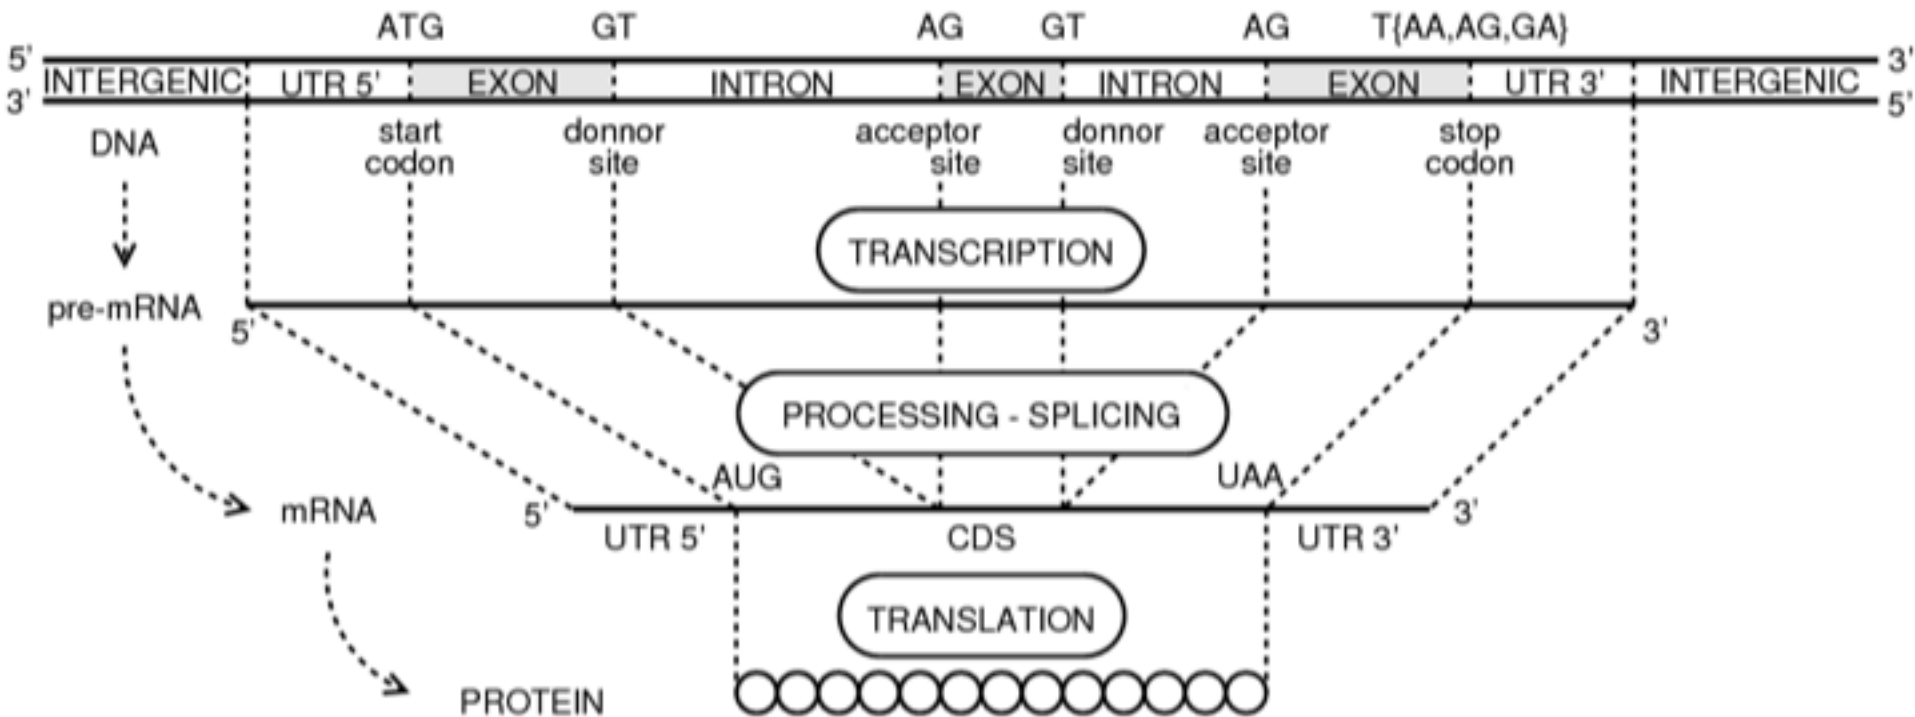 ATG GT AG GT AG T{AA,AG,GA}
5' 3'
INTERGENIC UTR 5' EXON INTRON EXON INTRON EXON UTR 3' INTERGENIC
3' 5'
DNA
start codon
donnor site
acceptor site
donnor site
acceptor site
stop codon
TRANSCRIPTION
pre-mRNA
5' 3'
PROCESSING - SPLICING
AUG UAA
mRNA
5' 3'
UTR 5' CDS UTR 3'
TRANSLATION
PROTEIN